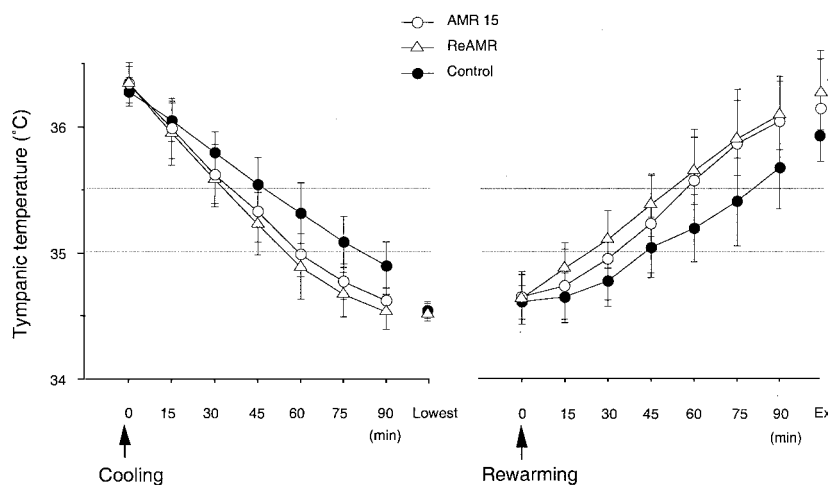 AMR 15
ReAMR
Control
Tympanic temperature (°C)
36
35
34
0 15 30 45 60 75 90 Lowest
(min)
Cooling
0 15 30 45 60 75 90 Ex
(min)
Rewarming